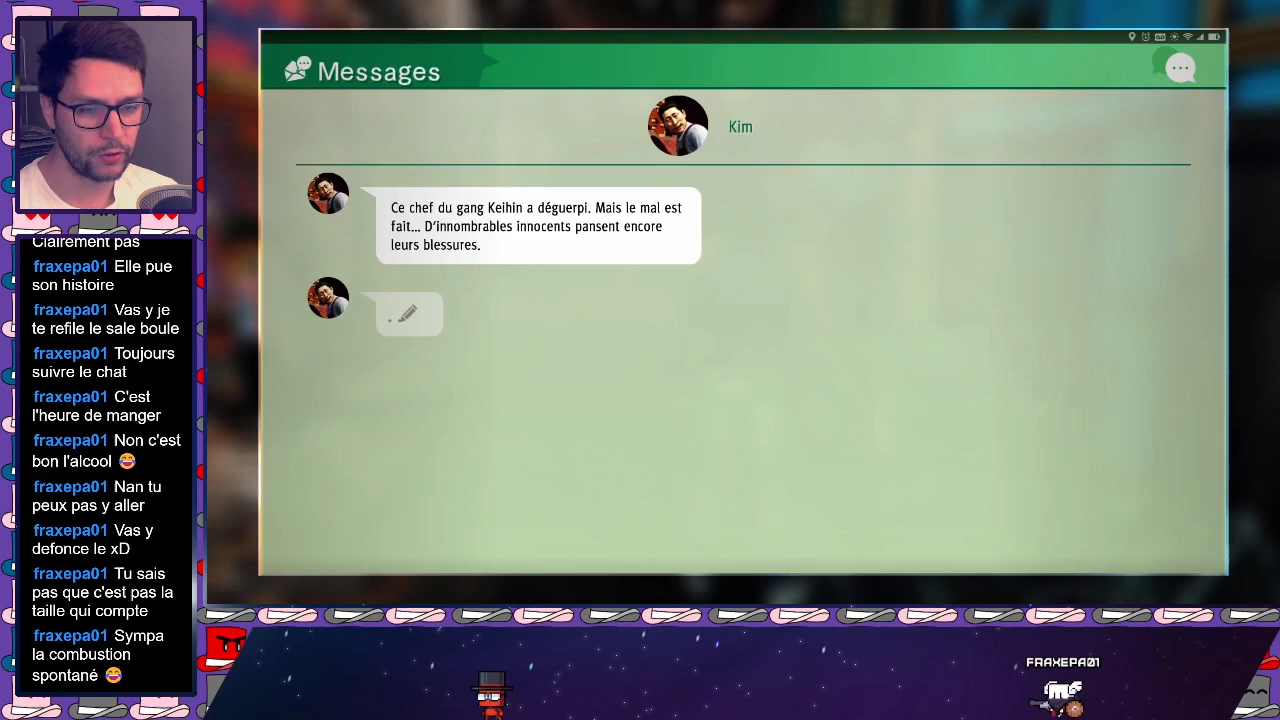 Clairement pas
fraxepa01 Elle pue
son histoire
fraxepa01 Vas y je
te refile le sale boule
fraxepa01 Toujours
suivre le chat
fraxepa01 C'est
l'heure de manger
fraxepa01 Non c'est
bon l'alcool 😂
fraxepa01 Nan tu
peux pas y aller
fraxepa01 Vas y
defonce le xD
fraxepa01 Tu sais
pas que c'est pas la
taille qui compte
fraxepa01 Sympa
la combustion
spontané 😂
Messages
Kim
Ce chef du gang Keihin a déguerpi. Mais le mal est
fait... D'innombrables innocents pansent encore
leurs blessures.
FRAXEPA01